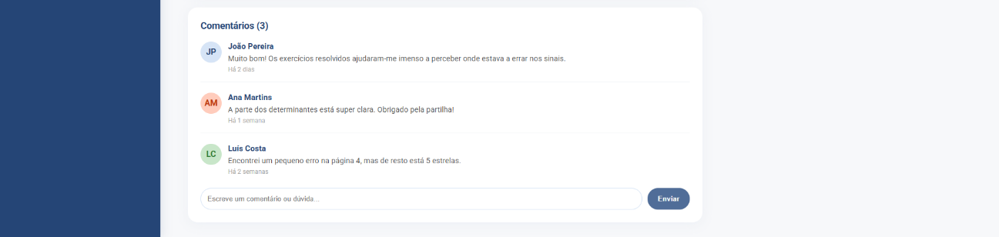 Comentários (3)
JP
João Pereira
Muito bom! Os exercícios resolvidos ajudaram-me imenso a perceber onde estava a errar nos sinais.
Há 2 dias
AM
Ana Martins
A parte dos determinantes está super clara. Obrigado pela partilha!
Há 1 semana
LC
Luís Costa
Encontrei um pequeno erro na página 4, mas de resto está 5 estrelas.
Há 2 semanas
Escreve um comentário ou dúvida...
Enviar